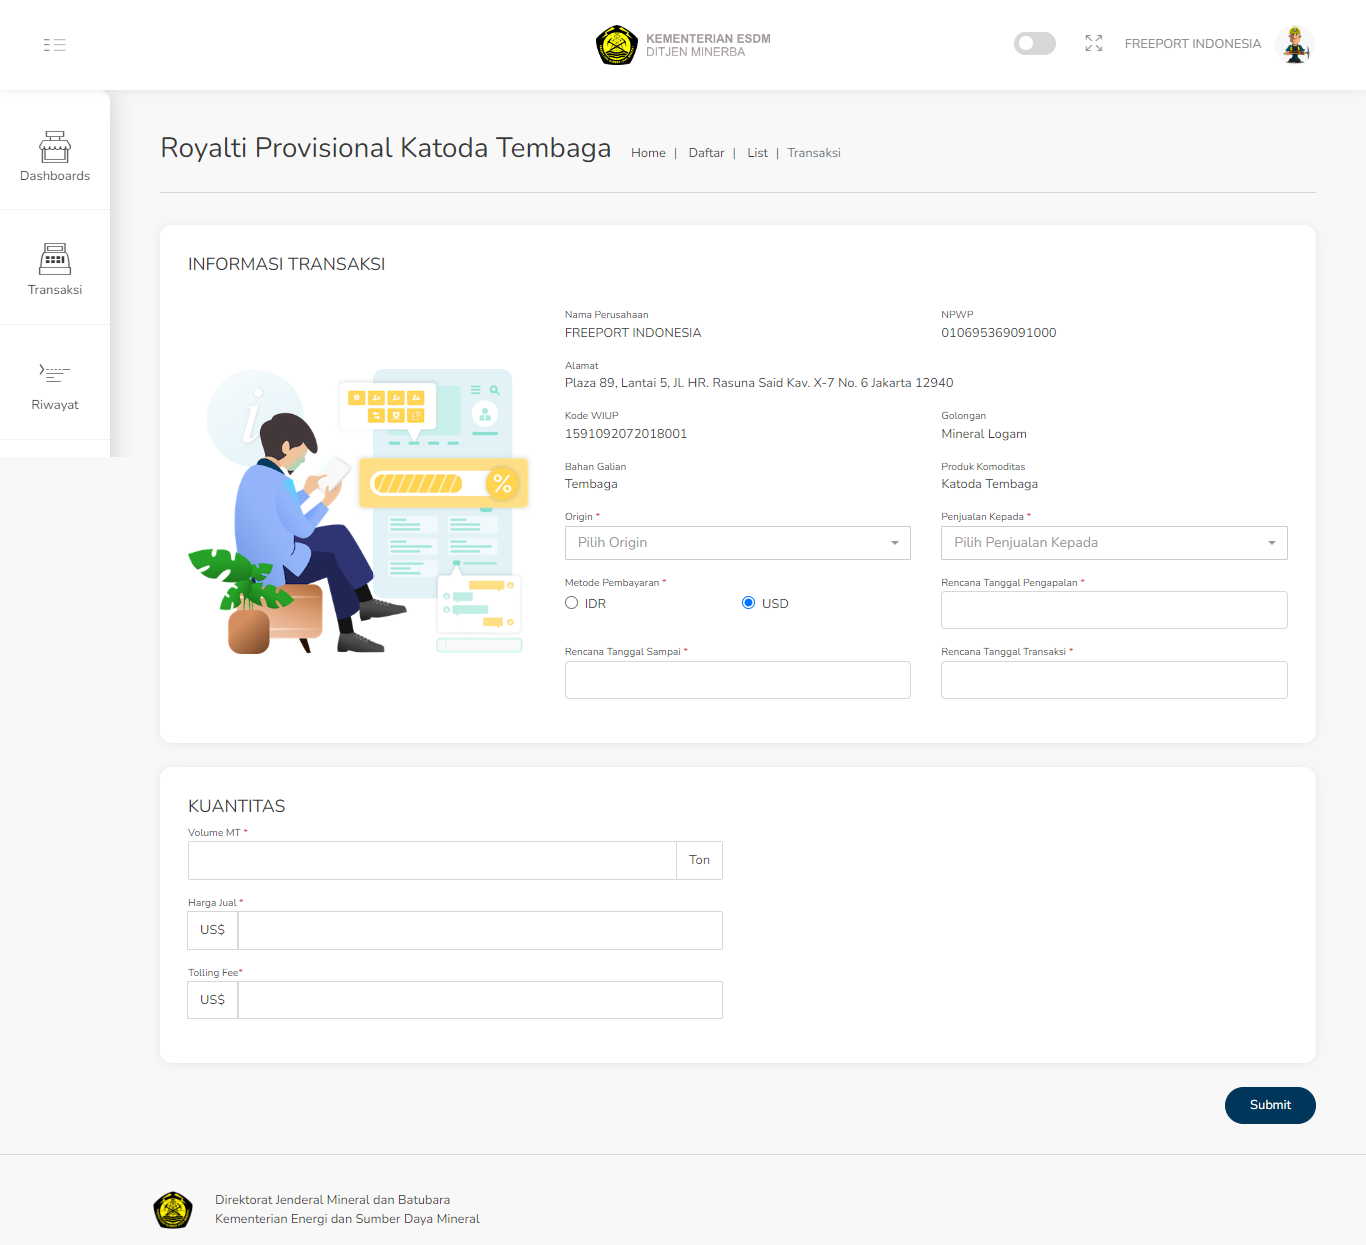 KEMENTERIAN ESDM
DITJEN MINERBA
FREEPORT INDONESIA
Dashboards
Transaksi
Riwayat
Royalti Provisional Katoda Tembaga
Home | Daftar | List | Transaksi
INFORMASI TRANSAKSI
Nama Perusahaan
FREEPORT INDONESIA
NPWP
010695369091000
Alamat
Plaza 89, Lantai 5, Jl. HR. Rasuna Said Kav. X-7 No. 6 Jakarta 12940
Kode WIUP
1591092072018001
Golongan
Mineral Logam
Bahan Galian
Tembaga
Produk Komoditas
Katoda Tembaga
Origin *
Pilih Origin
Penjualan Kepada *
Pilih Penjualan Kepada
Metode Pembayaran *
IDR
USD
Rencana Tanggal Pengapalan *
Rencana Tanggal Sampai *
Rencana Tanggal Transaksi *
i
%
KUANTITAS
Volume MT *
Ton
Harga Jual *
US$
Tolling Fee*
US$
Submit
Direktorat Jenderal Mineral dan Batubara
Kementerian Energi dan Sumber Daya Mineral